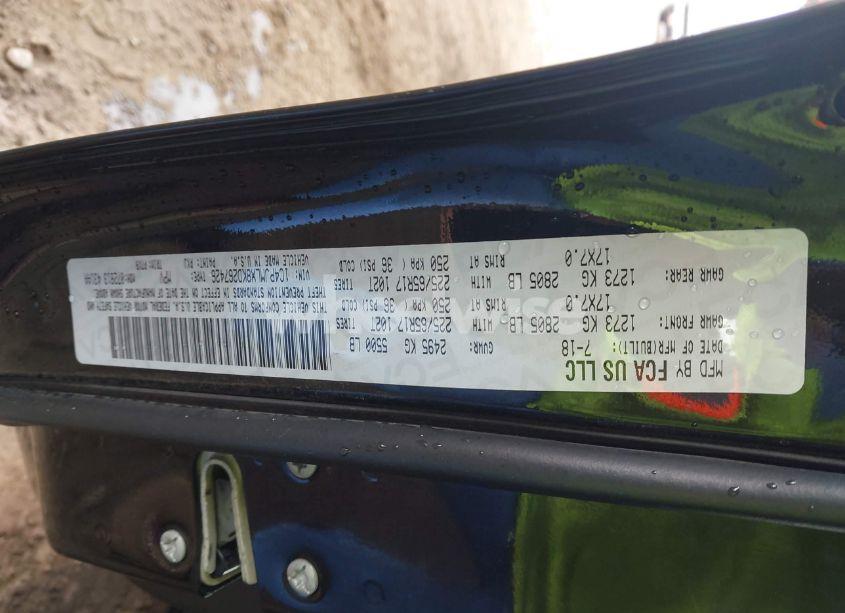 MFD BY FCA US LLC
DATE OF MFR(BUILT): 7-18 GVWR: 2495 KG 5500 LB
GAWR FRONT: 1273 KG 2805 LB WITH 225/65R17 102T TIRES
17X7.0 RIMS AT 250 KPA ( 36 PSI) COLD
GAWR REAR: 1273 KG 2805 LB WITH 225/65R17 102T TIRES
17X7.0 RIMS AT 250 KPA ( 36 PSI) COLD
THIS VEHICLE CONFORMS TO ALL APPLICABLE U.S.A. FEDERAL MOTOR VEHICLE SAFETY AND
THEFT PREVENTION STANDARDS IN EFFECT ON THE DATE OF MANUFACTURE SHOWN ABOVE.
VIN: 1C4PJMLX8KD267426 TYPE: MPV
VEHICLE MADE IN U.S.A. PAINT: PXJ